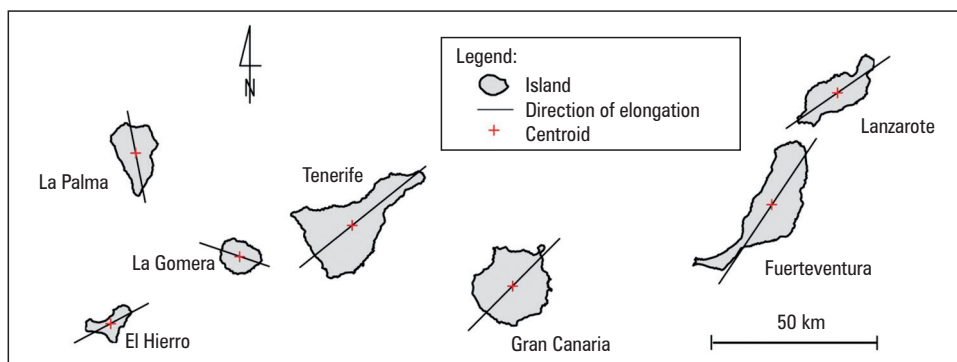 Legend:
Island
Direction of elongation
Centroid
N
Lanzarote
La Palma
Tenerife
La Gomera
Fuerteventura
El Hierro
Gran Canaria
50 km